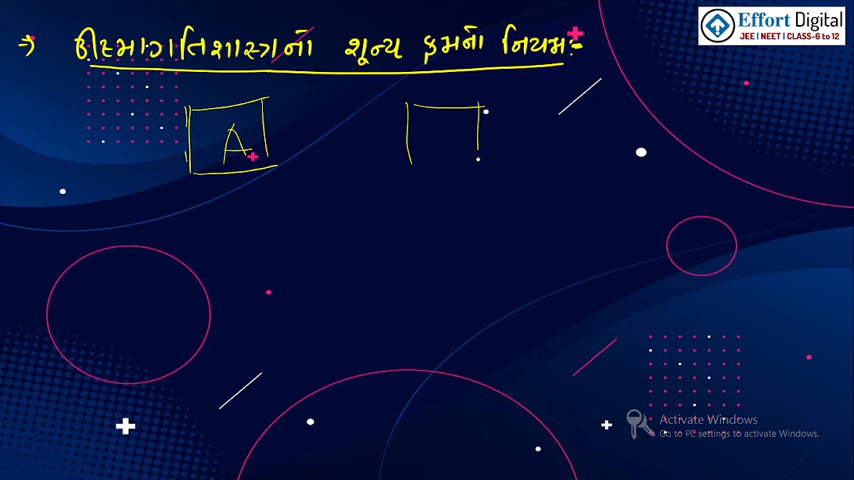 → ઉષ્માગતિશાસ્ત્રનો શૂન્ય ક્રમનો નિયમ:-
A
Effort Digital
JEE | NEET | CLASS-6 to 12
Activate Windows
Go to PC settings to activate Windows.